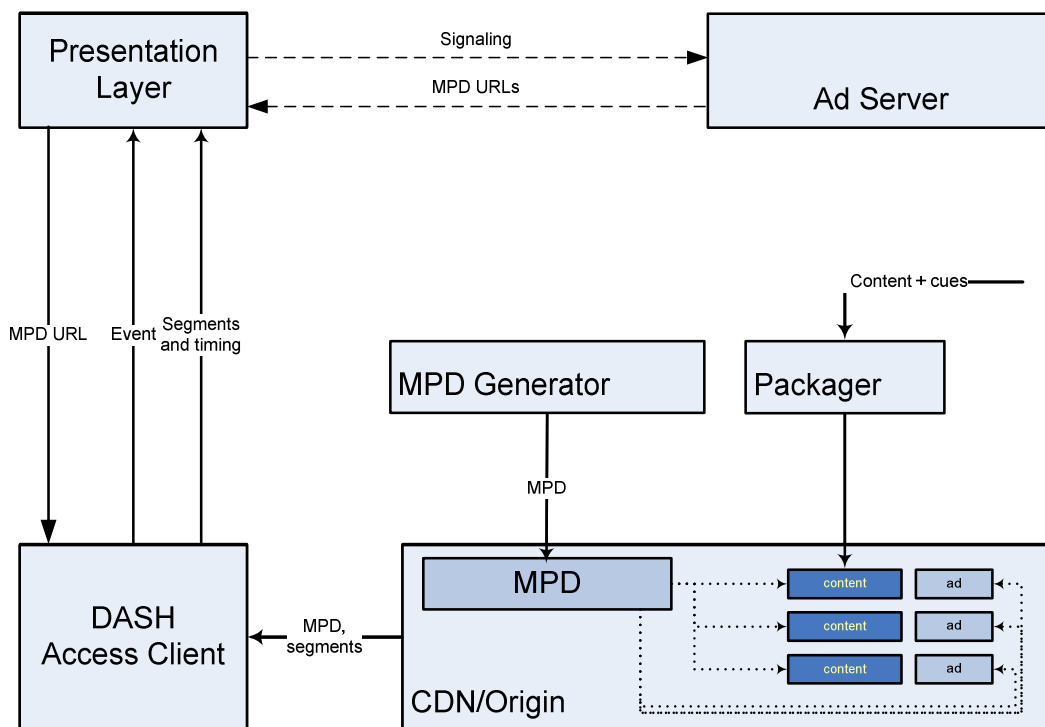 Presentation
Layer
Signaling
MPD URLs
Ad Server
MPD URL
Event
Segments
and timing
Content + cues
MPD Generator
Packager
MPD
DASH
Access Client
MPD,
segments
MPD
content
ad
content
ad
content
ad
CDN/Origin